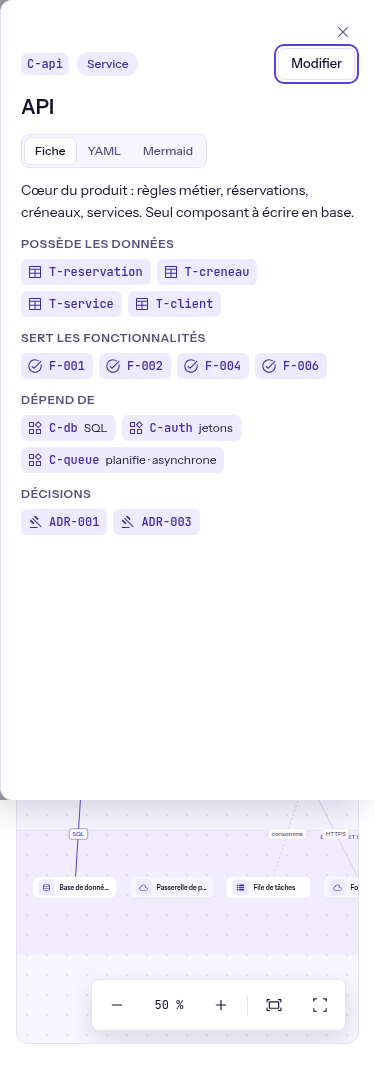 C-api Service Modifier
API
Fiche YAML Mermaid
Cœur du produit : règles métier, réservations,
créneaux, services. Seul composant à écrire en base.
POSSÈDE LES DONNÉES
T-reservation T-creneau
T-service T-client
SERT LES FONCTIONNALITÉS
F-001 F-002 F-004 F-006
DÉPEND DE
C-db SQL C-auth jetons
C-queue planifie·asynchrone
DÉCISIONS
ADR-001 ADR-003
SQL consomme HTTPS
Base de donné... Passerelle de p... File de tâches Fo
50 %